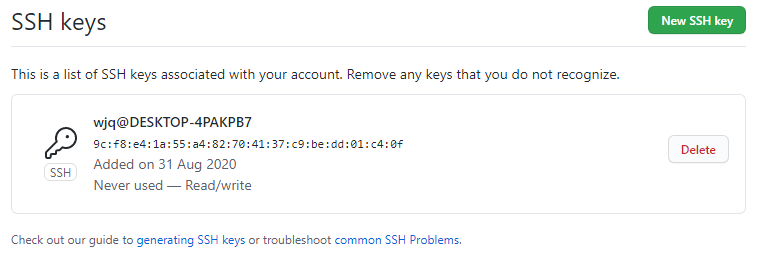 SSH keys
New SSH key
This is a list of SSH keys associated with your account. Remove any keys that you do not recognize.
wjq@DESKTOP-4PAKPB7
9c:f8:e4:1a:55:a4:82:70:41:37:c9:be:dd:01:c4:0f
Added on 31 Aug 2020
Never used — Read/write
SSH
Delete
Check out our guide to generating SSH keys or troubleshoot common SSH Problems.